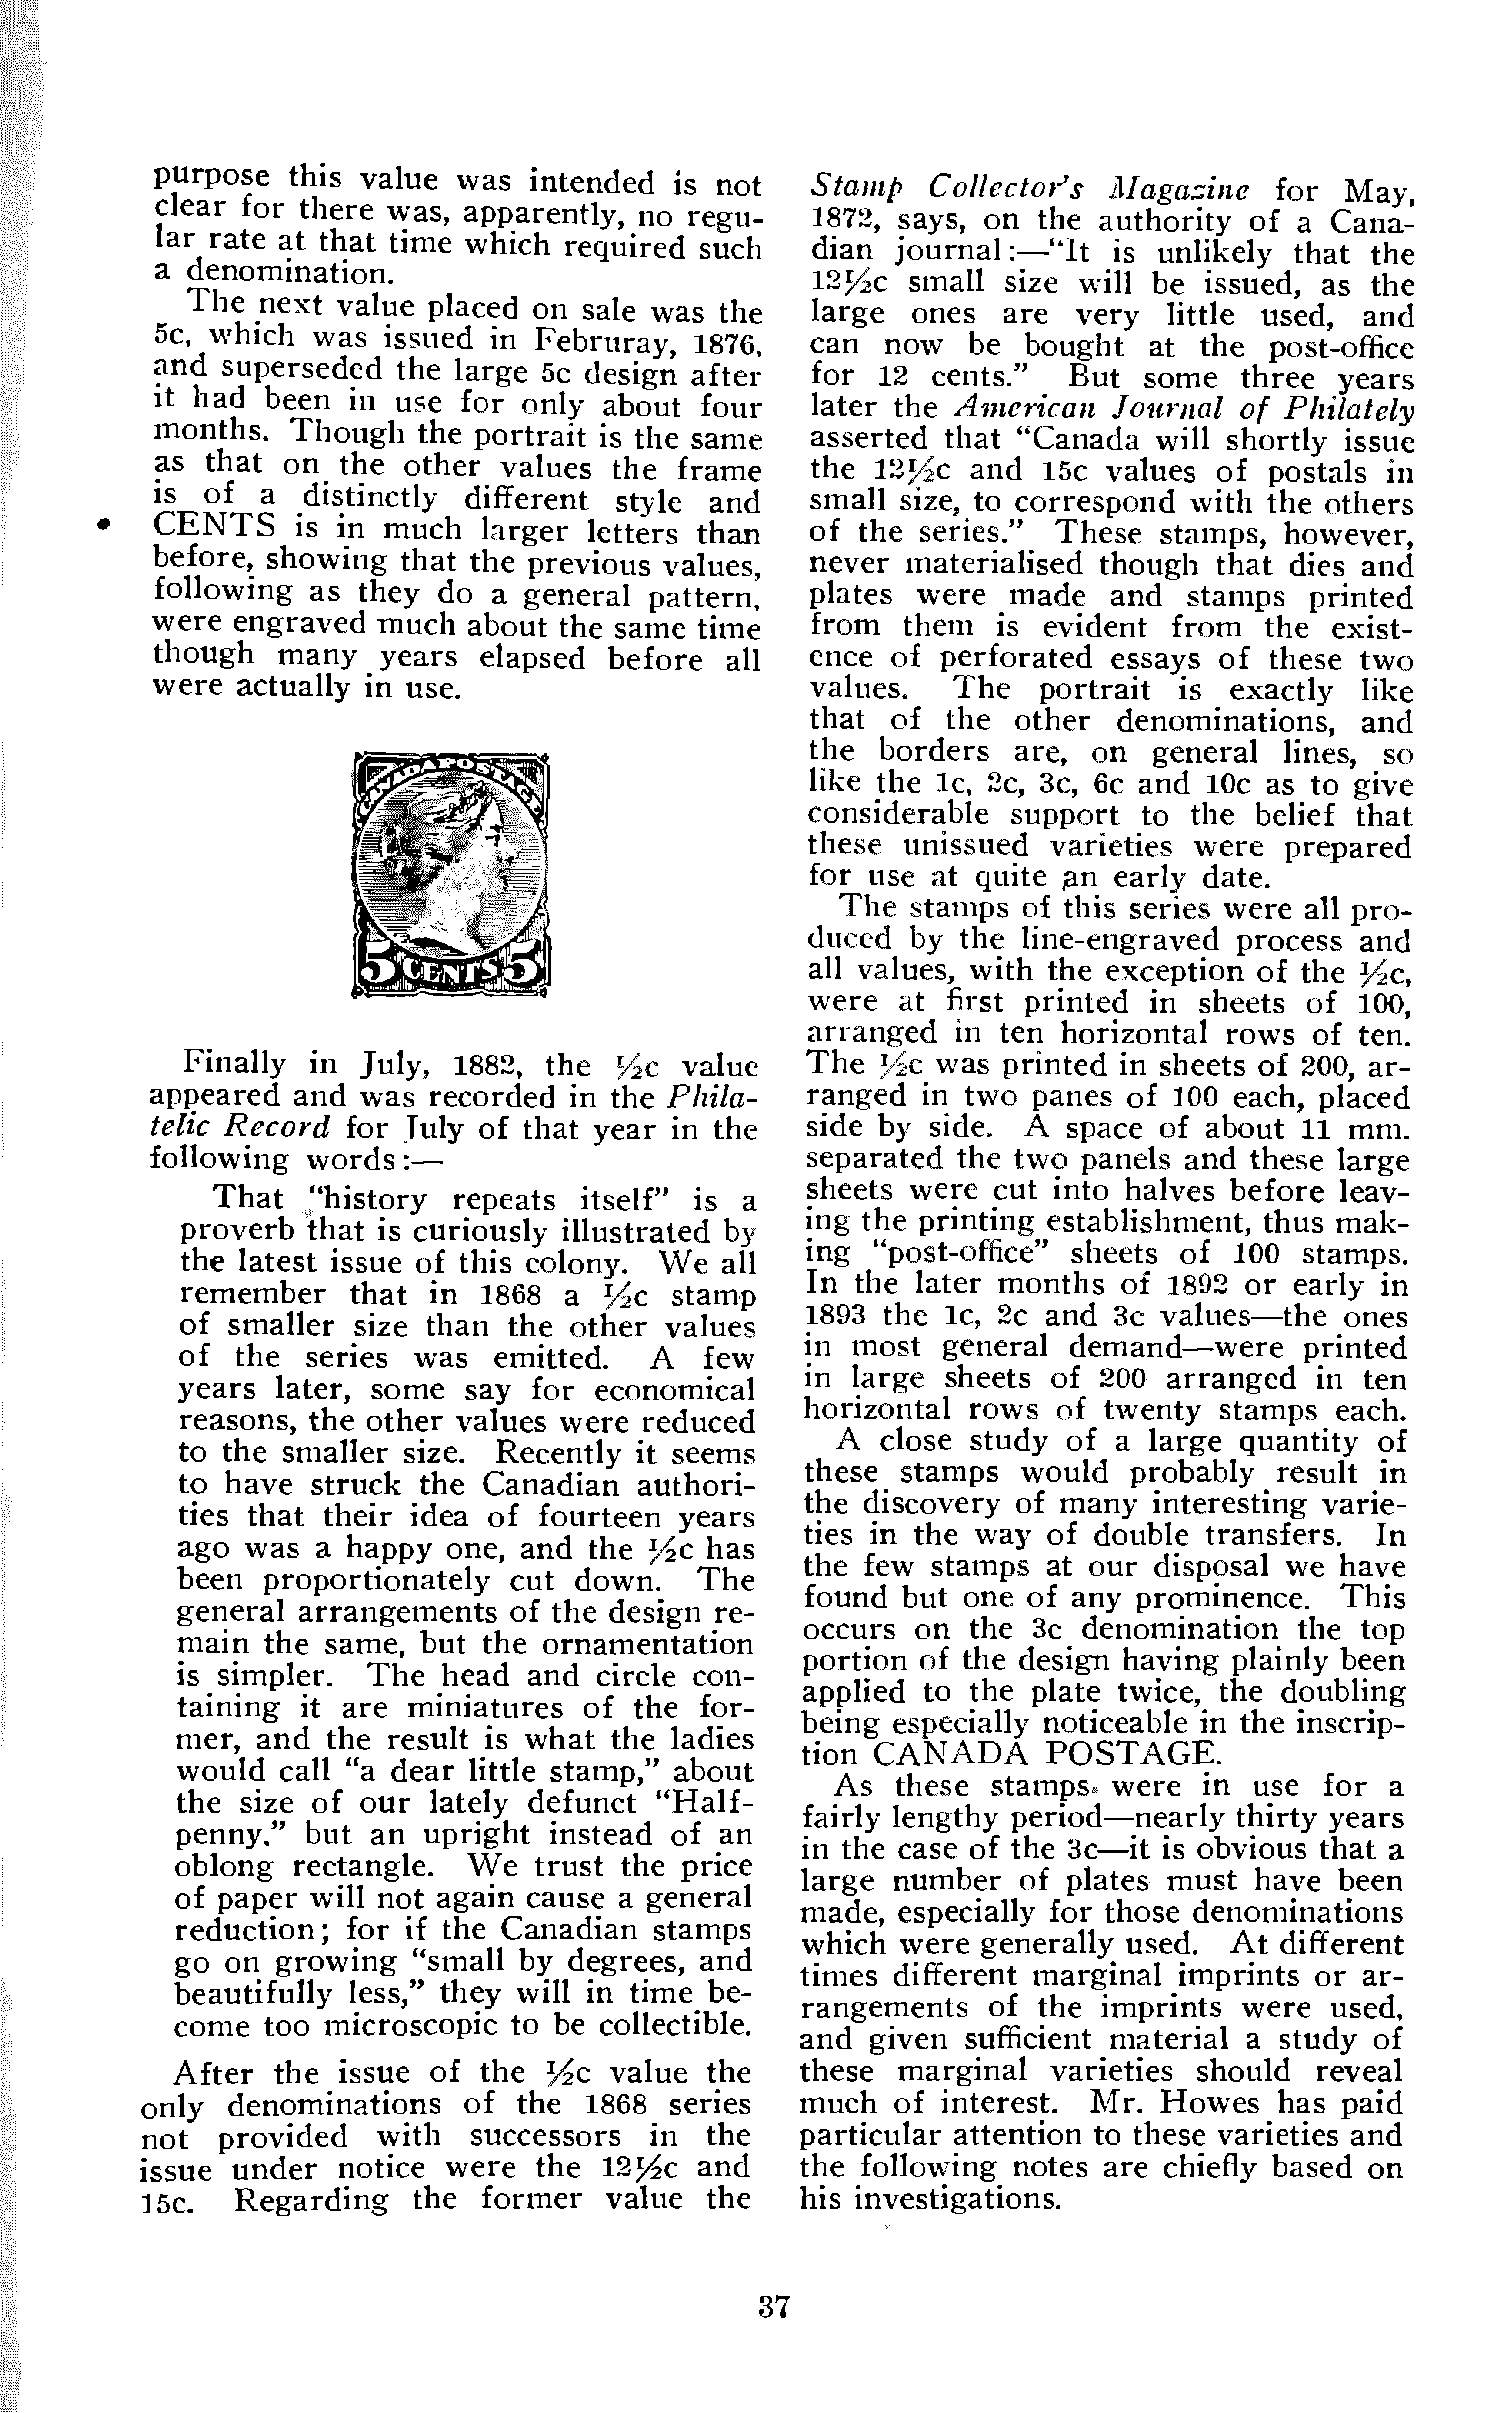 purpose this value was intended is not
clear for there was, apparently, no regu-
lar rate at that time which required such
a denomination.
The next value placed on sale was the
5c, which was issued in Februray, 1876,
and superseded the large 5c design after
it had been in use for only about four
months. Though the portrait is the same
as that on the other values the frame
is of a distinctly different style and
CENTS is in much larger letters than
before, showing that the previous values,
following as they do a general pattern,
were engraved much about the same time
though many years elapsed before all
were actually in use.
CANADA POSTAGE
5 CENTS 5
Finally in July, 1882, the ½c value
appeared and was recorded in the Phila-
telic Record for July of that year in the
following words:—
That "history repeats itself" is a
proverb that is curiously illustrated by
the latest issue of this colony. We all
remember that in 1868 a ½c stamp
of smaller size than the other values
of the series was emitted. A few
years later, some say for economical
reasons, the other values were reduced
to the smaller size. Recently it seems
to have struck the Canadian authori-
ties that their idea of fourteen years
ago was a happy one, and the ½c has
been proportionately cut down. The
general arrangements of the design re-
main the same, but the ornamentation
is simpler. The head and circle con-
taining it are miniatures of the for-
mer, and the result is what the ladies
would call "a dear little stamp," about
the size of our lately defunct "Half-
penny," but an upright instead of an
oblong rectangle. We trust the price
of paper will not again cause a general
reduction; for if the Canadian stamps
go on growing "small by degrees, and
beautifully less," they will in time be-
come too microscopic to be collectible.
After the issue of the ½c value the
only denominations of the 1868 series
not provided with successors in the
issue under notice were the 12½c and
15c. Regarding the former value the
Stamp Collector's Magazine for May,
1872, says, on the authority of a Cana-
dian journal:—"It is unlikely that the
12½c small size will be issued, as the
large ones are very little used, and
can now be bought at the post-office
for 12 cents." But some three years
later the American Journal of Philately
asserted that "Canada will shortly issue
the 12½c and 15c values of postals in
small size, to correspond with the others
of the series." These stamps, however,
never materialised though that dies and
plates were made and stamps printed
from them is evident from the exist-
ence of perforated essays of these two
values. The portrait is exactly like
that of the other denominations, and
the borders are, on general lines, so
like the 1c, 2c, 3c, 6c and 10c as to give
considerable support to the belief that
these unissued varieties were prepared
for use at quite an early date.
The stamps of this series were all pro-
duced by the line-engraved process and
all values, with the exception of the ½c,
were at first printed in sheets of 100,
arranged in ten horizontal rows of ten.
The ½c was printed in sheets of 200, ar-
ranged in two panes of 100 each, placed
side by side. A space of about 11 mm.
separated the two panels and these large
sheets were cut into halves before leav-
ing the printing establishment, thus mak-
ing "post-office" sheets of 100 stamps.
In the later months of 1892 or early in
1893 the 1c, 2c and 3c values—the ones
in most general demand—were printed
in large sheets of 200 arranged in ten
horizontal rows of twenty stamps each.
A close study of a large quantity of
these stamps would probably result in
the discovery of many interesting varie-
ties in the way of double transfers. In
the few stamps at our disposal we have
found but one of any prominence. This
occurs on the 3c denomination the top
portion of the design having plainly been
applied to the plate twice, the doubling
being especially noticeable in the inscrip-
tion CANADA POSTAGE.
As these stamps were in use for a
fairly lengthy period—nearly thirty years
in the case of the 3c—it is obvious that a
large number of plates must have been
made, especially for those denominations
which were generally used. At different
times different marginal imprints or ar-
rangements of the imprints were used,
and given sufficient material a study of
these marginal varieties should reveal
much of interest. Mr. Howes has paid
particular attention to these varieties and
the following notes are chiefly based on
his investigations.
37